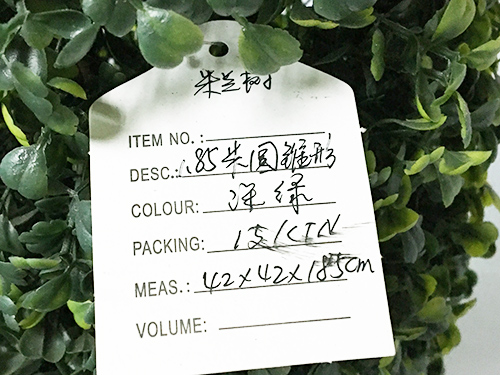 米兰树
ITEM NO.:
DESC.: 1.85米圆锥形
COLOUR: 深绿
PACKING: 1支/CTN
MEAS.: 42×42×185cm
VOLUME: